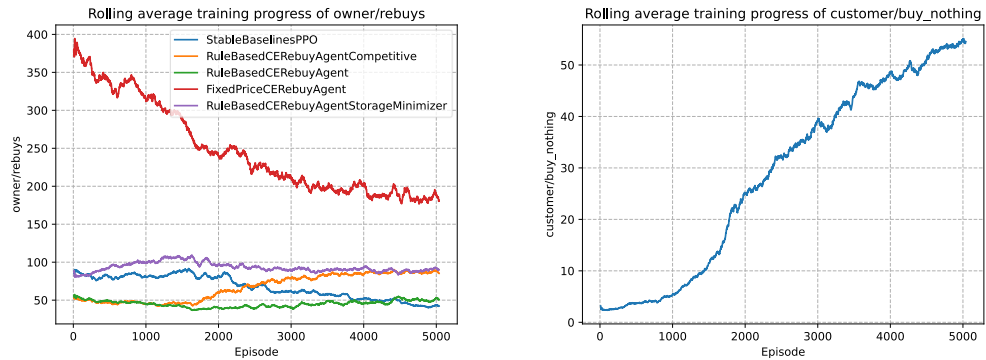 Rolling average training progress of owner/rebuys
400
350
300
250
200
150
100
50
owner/rebuys
StableBaselinesPPO
RuleBasedCERebuyAgentCompetitive
RuleBasedCERebuyAgent
FixedPriceCERebuyAgent
RuleBasedCERebuyAgentStorageMinimizer
0 1000 2000 3000 4000 5000
Episode
Rolling average training progress of customer/buy_nothing
50
40
30
20
10
0
customer/buy_nothing
0 1000 2000 3000 4000 5000
Episode